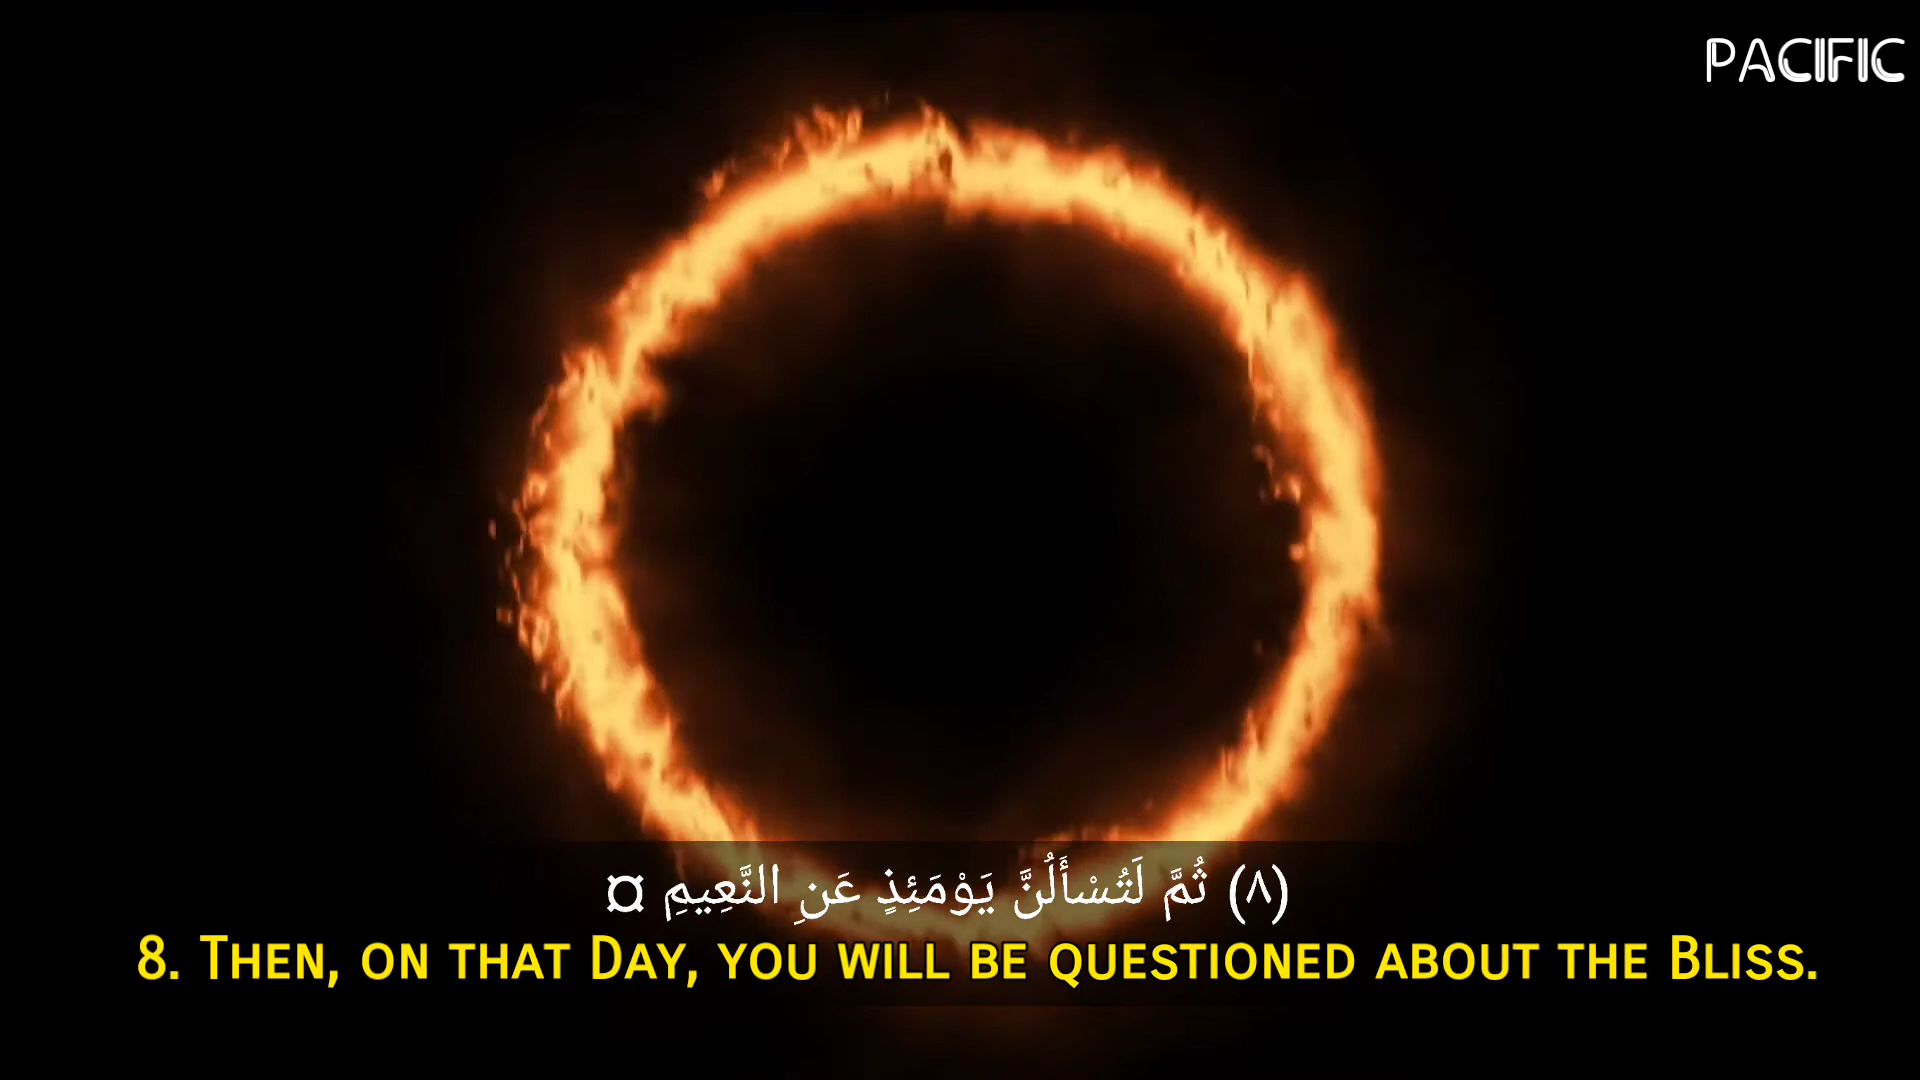 PACIFIC
(٨) ثُمَّ لَتُسْأَلُنَّ يَوْمَئِذٍ عَنِ النَّعِيمِ ¤
8. Then, on that Day, you will be questioned about the Bliss.